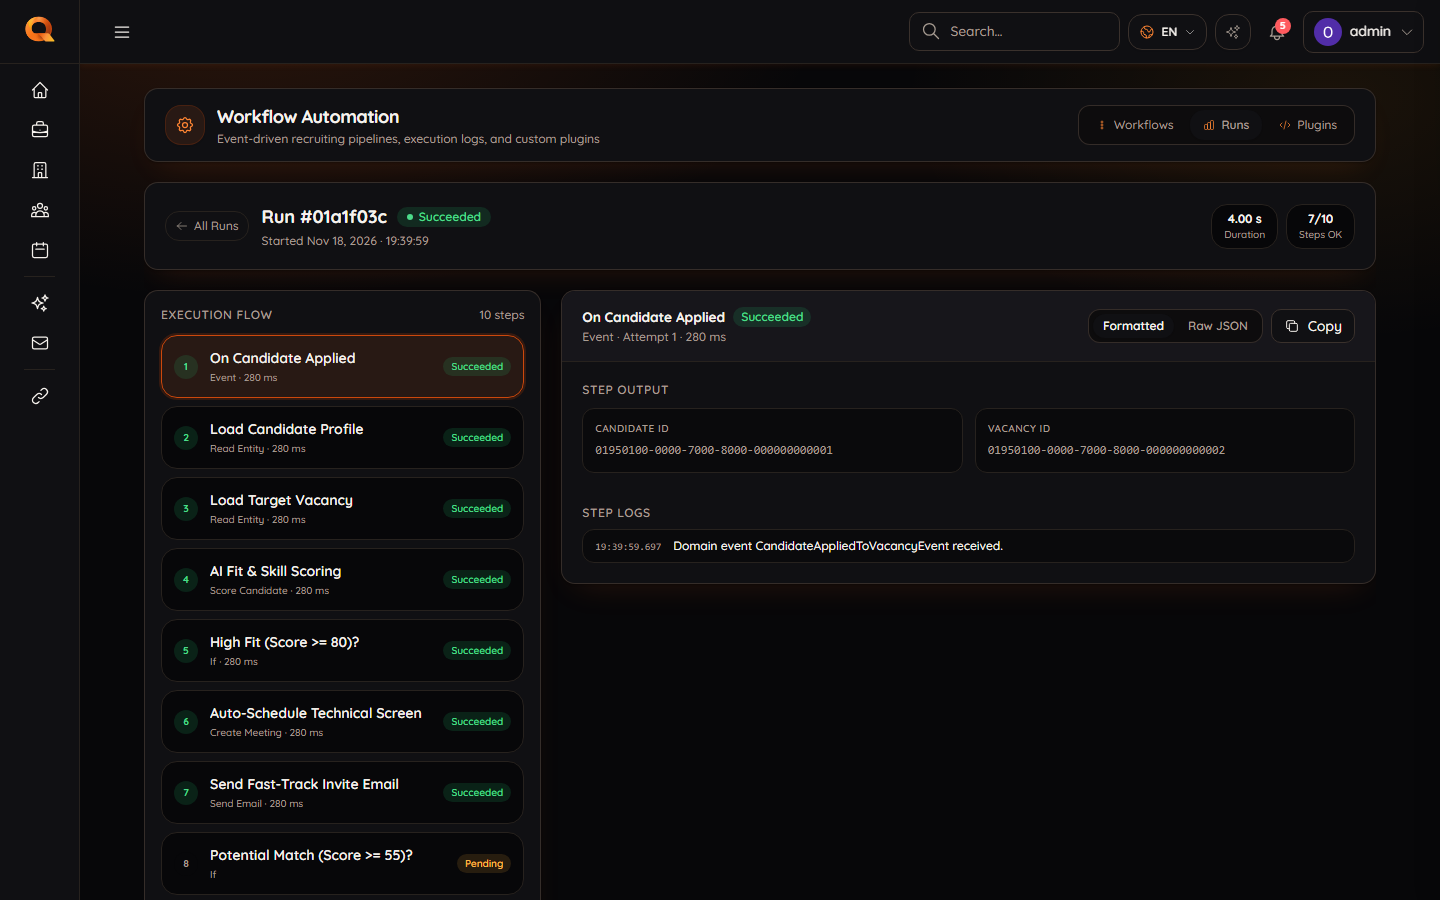 Search...
EN
5
O
admin
Workflow Automation
Event-driven recruiting pipelines, execution logs, and custom plugins
Workflows
Runs
Plugins
All Runs
Run #01a1f03c
Succeeded
Started Nov 18, 2026 · 19:39:59
4.00 s
Duration
7/10
Steps OK
EXECUTION FLOW
10 steps
1
On Candidate Applied
Event · 280 ms
Succeeded
2
Load Candidate Profile
Read Entity · 280 ms
Succeeded
3
Load Target Vacancy
Read Entity · 280 ms
Succeeded
4
AI Fit & Skill Scoring
Score Candidate · 280 ms
Succeeded
5
High Fit (Score >= 80)?
If · 280 ms
Succeeded
6
Auto-Schedule Technical Screen
Create Meeting · 280 ms
Succeeded
7
Send Fast-Track Invite Email
Send Email · 280 ms
Succeeded
8
Potential Match (Score >= 55)?
If
Pending
On Candidate Applied
Succeeded
Event · Attempt 1 · 280 ms
Formatted
Raw JSON
Copy
STEP OUTPUT
CANDIDATE ID
01950100-0000-7000-8000-000000000001
VACANCY ID
01950100-0000-7000-8000-000000000002
STEP LOGS
19:39:59.697 Domain event CandidateAppliedToVacancyEvent received.